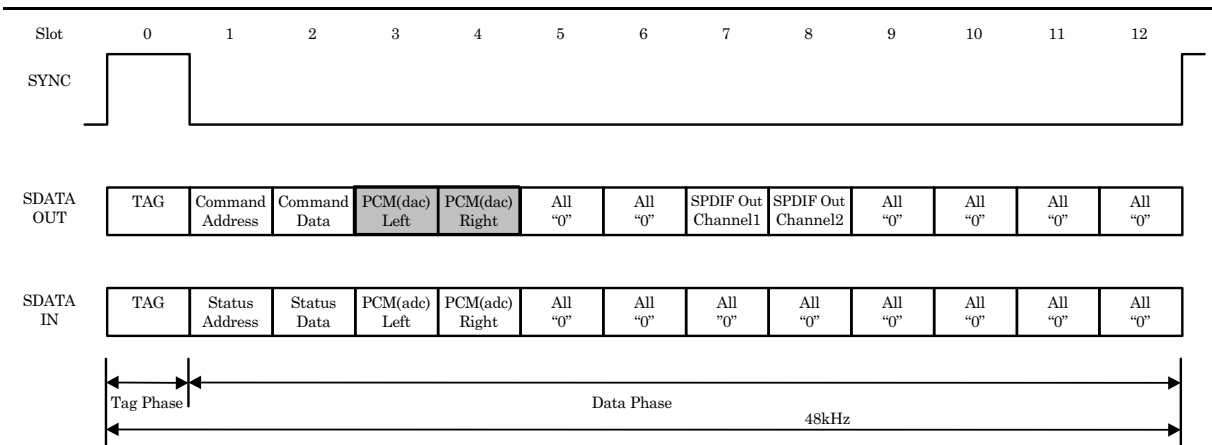 Slot 0 1 2 3 4 5 6 7 8 9 10 11 12
SYNC
SDATA OUT
TAG
Command Address
Command Data
PCM(dac) Left
PCM(dac) Right
All “0”
All “0”
SPDIF Out Channel1
SPDIF Out Channel2
All “0”
All “0”
All “0”
All “0”
SDATA IN
TAG
Status Address
Status Data
PCM(adc) Left
PCM(adc) Right
All “0”
All “0”
All ”0”
All “0”
All “0”
All “0”
All “0”
All “0”
Tag Phase
Data Phase
48kHz